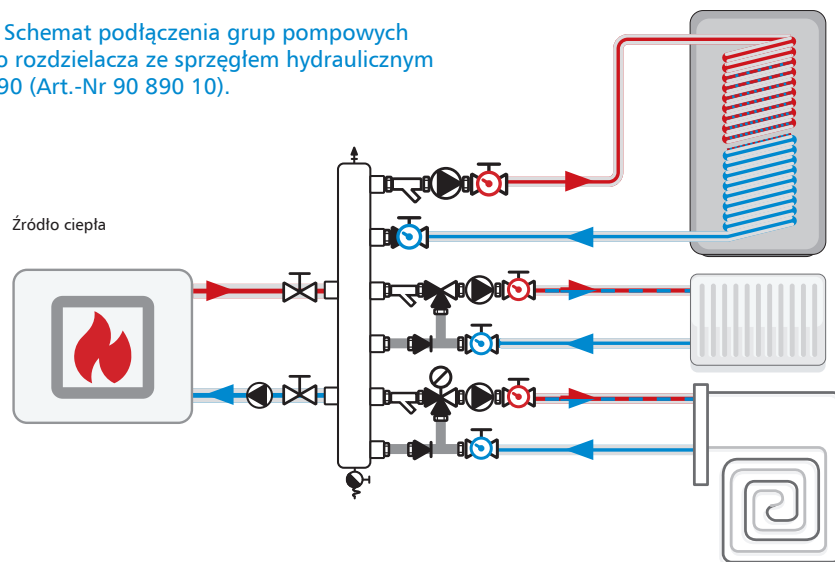 Schemat podłączenia grup pompowych
o rozdzielacza ze sprzęgłem hydraulicznym
90 (Art.-Nr 90 890 10).
Źródło ciepła